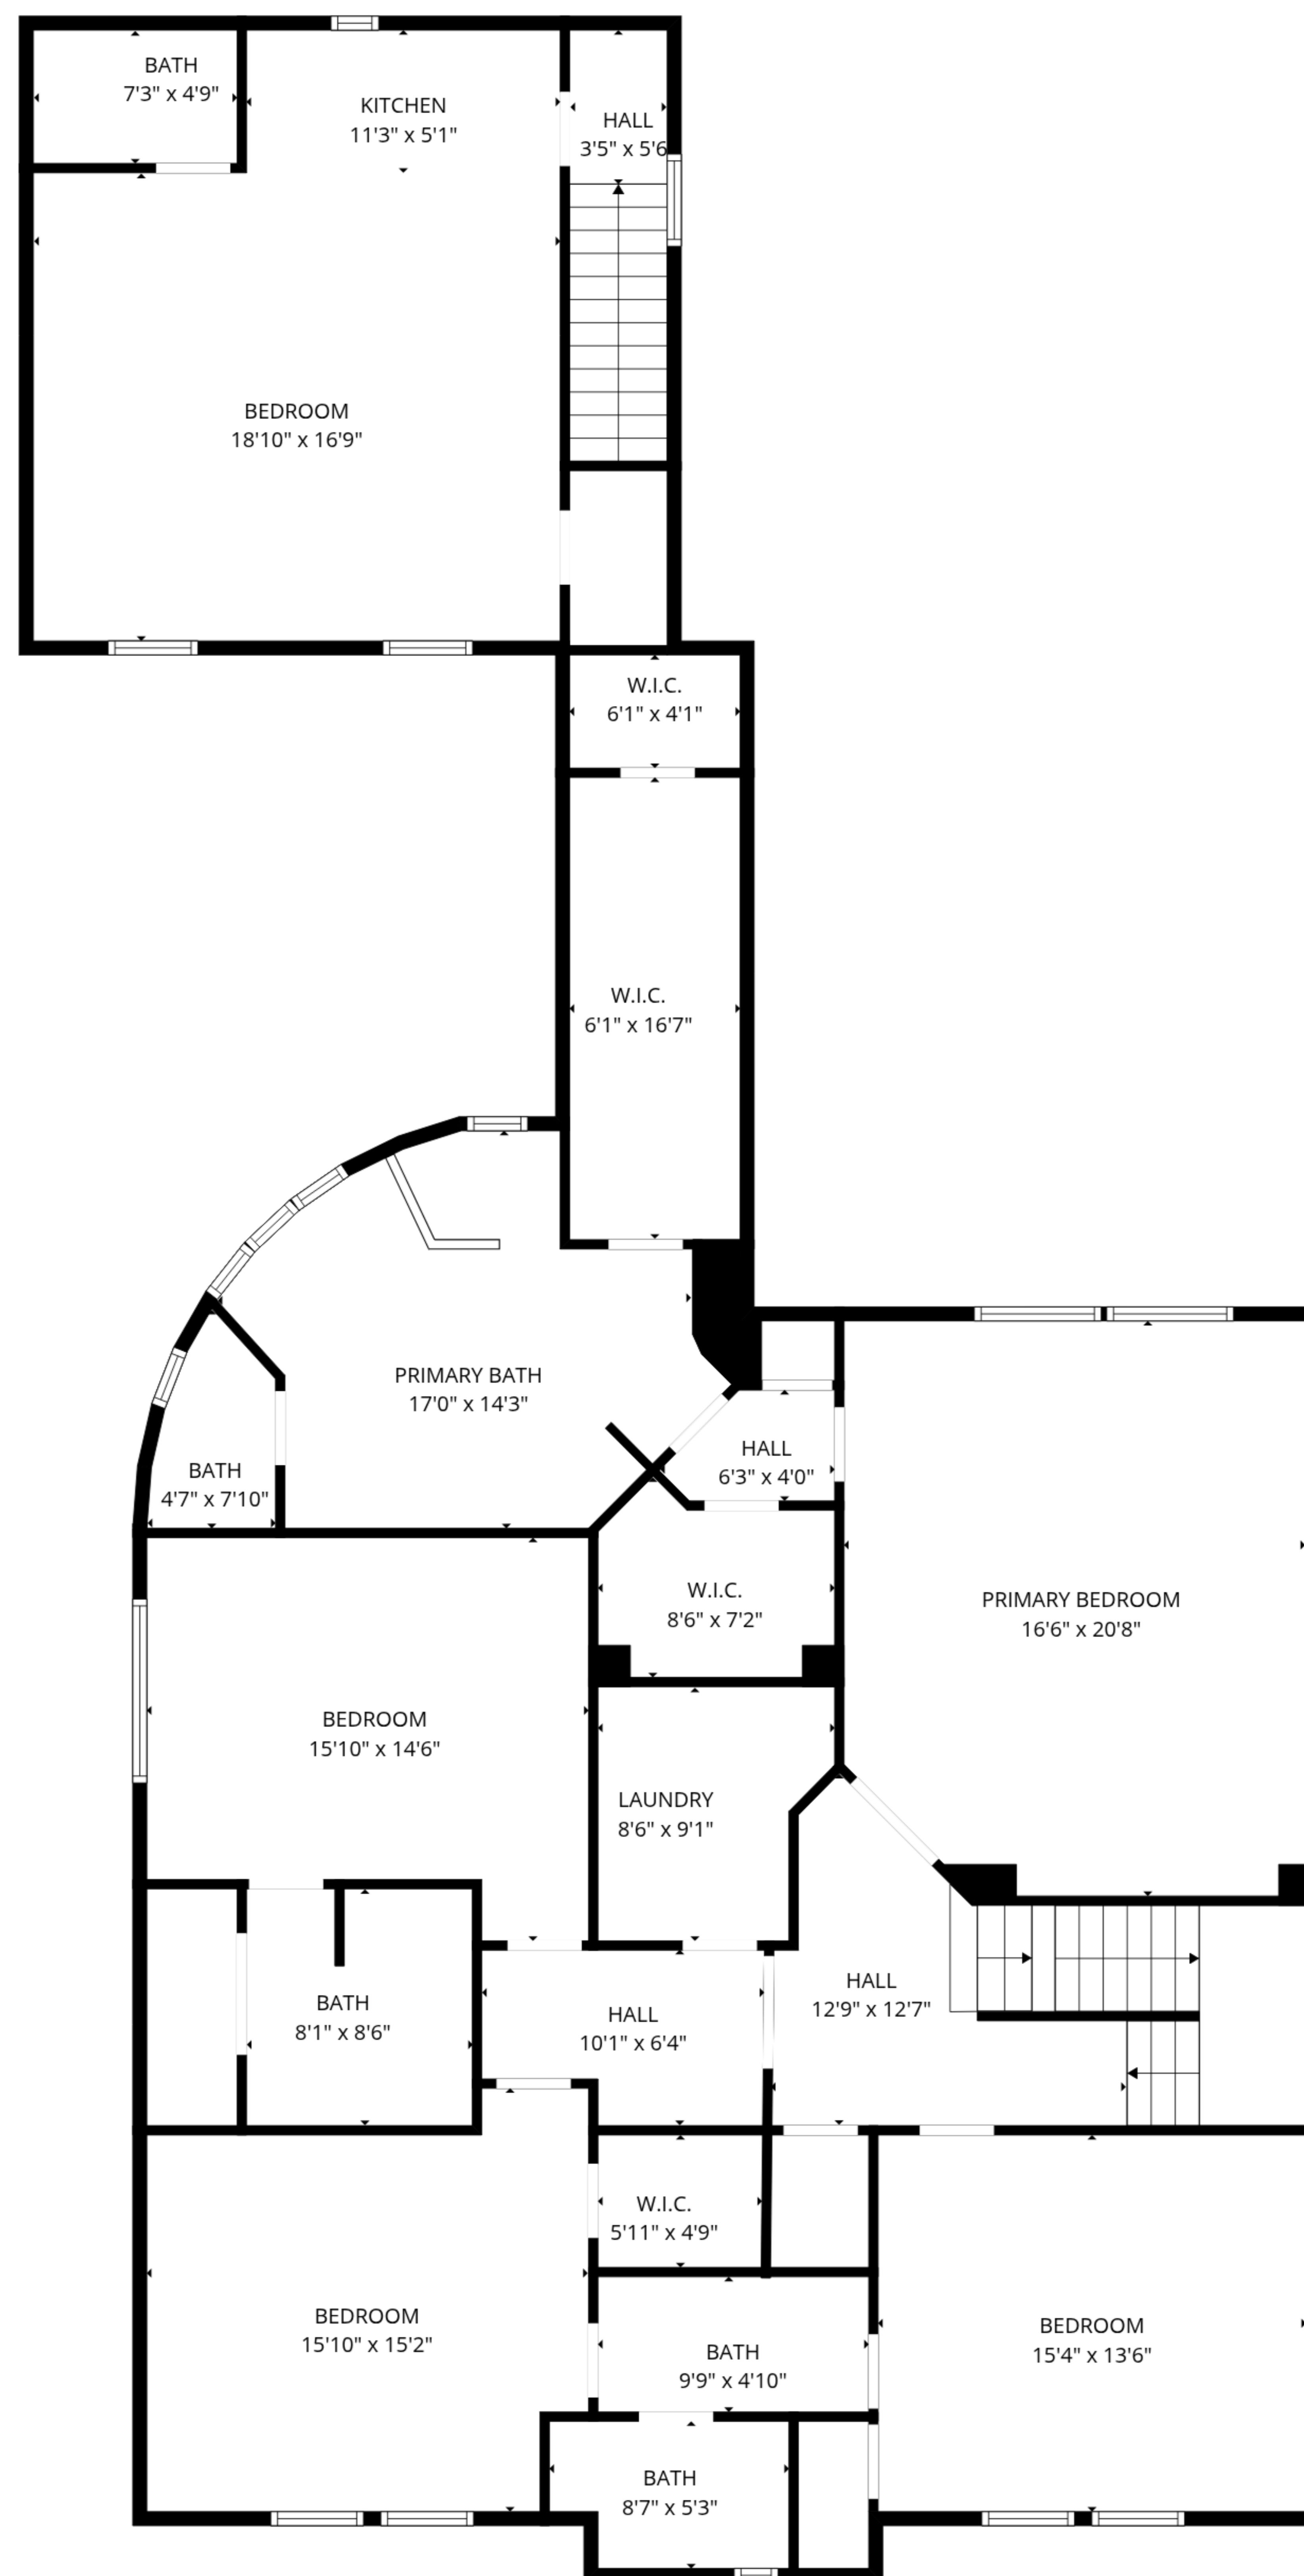 BATH
7'3" x 4'9"
KITCHEN
11'3" x 5'1"
HALL
3'5" x 5'6
BEDROOM
18'10" x 16'9"
W.I.C.
6'1" x 4'1"
W.I.C.
6'1" x 16'7"
PRIMARY BATH
17'0" x 14'3"
HALL
6'3" x 4'0"
BATH
4'7" x 7'10"
W.I.C.
8'6" x 7'2"
PRIMARY BEDROOM
16'6" x 20'8"
BEDROOM
15'10" x 14'6"
LAUNDRY
8'6" x 9'1"
HALL
12'9" x 12'7"
BATH
8'1" x 8'6"
HALL
10'1" x 6'4"
W.I.C.
5'11" x 4'9"
BEDROOM
15'10" x 15'2"
BEDROOM
15'4" x 13'6"
BATH
9'9" x 4'10"
BATH
8'7" x 5'3"